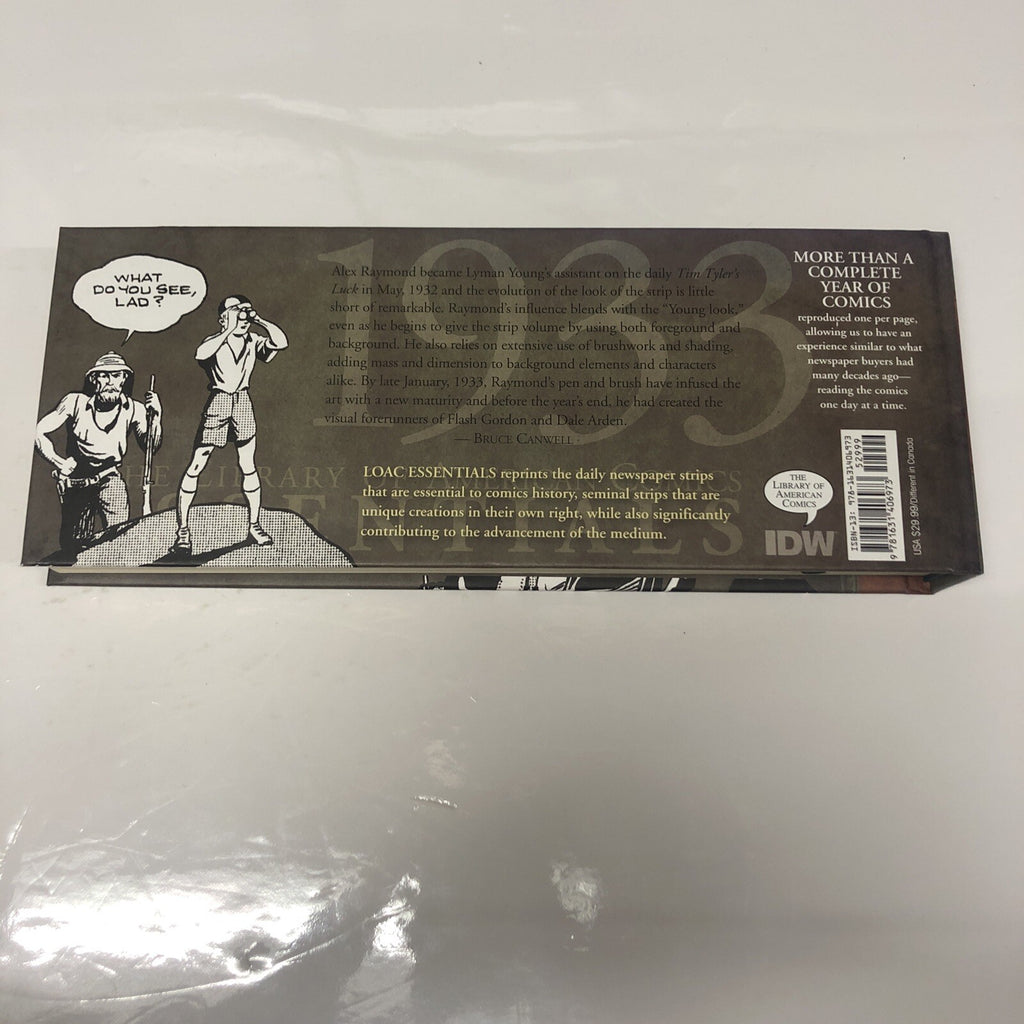 WHAT
DO YOU SEE,
LAD?
1933
Alex Raymond became Lyman Young's assistant on the daily Tim Tyler's
Luck in May, 1932 and the evolution of the look of the strip is little
short of remarkable. Raymond's influence blends with the "Young look,"
even as he begins to give the strip volume by using both foreground and
background. He also relies on extensive use of brushwork and shading,
adding mass and dimension to background elements and characters
alike. By late January, 1933, Raymond's pen and brush have infused the
art with a new maturity and before the year's end, he had created the
visual forerunners of Flash Gordon and Dale Arden.
— BRUCE CANWELL
THE LIBRARY OF AMERICAN COMICS
ESSENTIALS
LOAC ESSENTIALS reprints the daily newspaper strips
that are essential to comics history, seminal strips that are
unique creations in their own right, while also significantly
contributing to the advancement of the medium.
MORE THAN A
COMPLETE
YEAR OF
COMICS
reproduced one per page,
allowing us to have an
experience similar to what
newspaper buyers had
many decades ago—
reading the comics
one day at a time.
THE
LIBRARY OF
AMERICAN
COMICS
IDW
ISBN-13: 978-1631406973
52999
9 781631 406973
USA $29.99/Different in Canada